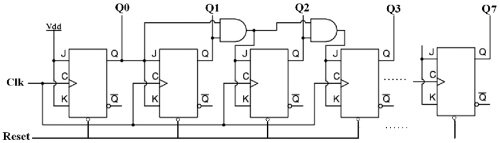 Q0 Q1 Q2 Q3 Q7
Vdd
J Q J Q J Q J Q J Q
Clk C C C C C
K Q K Q K Q K Q K Q
Reset